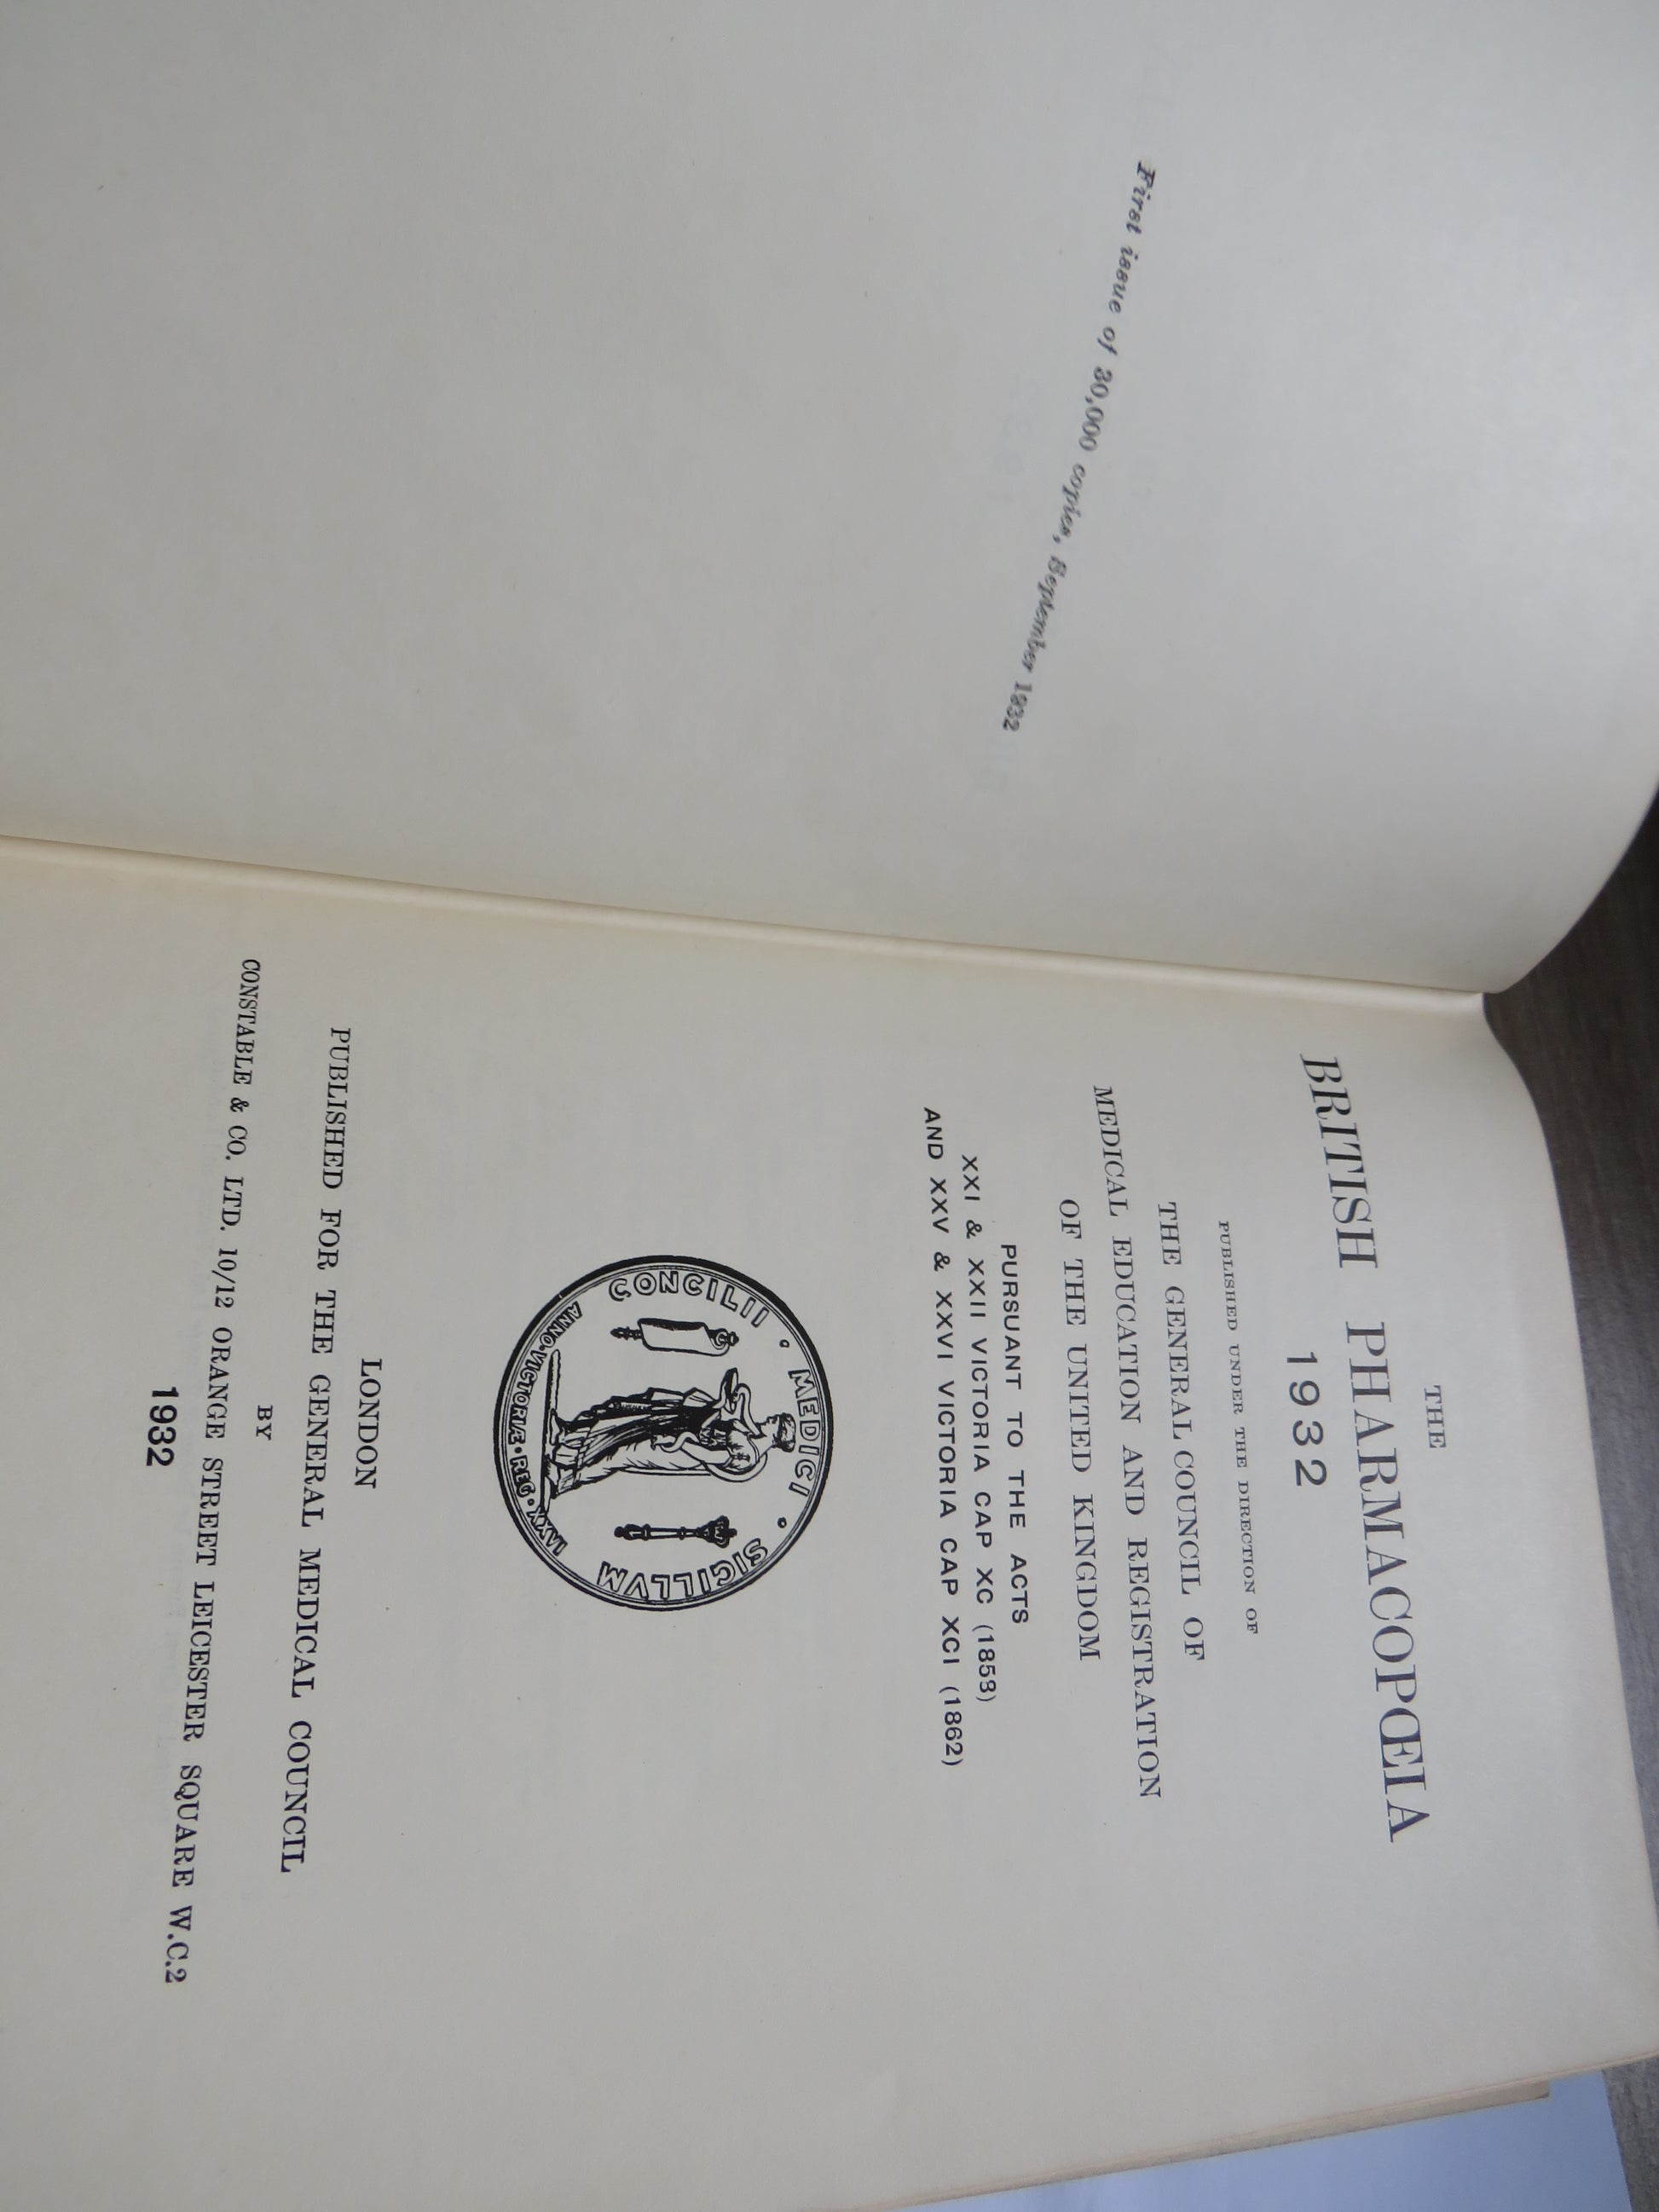 First issue of 30,000 copies, September 1932
THE
BRITISH PHARMACOPŒIA
1932
PUBLISHED UNDER THE DIRECTION OF
THE GENERAL COUNCIL OF
MEDICAL EDUCATION AND REGISTRATION
OF THE UNITED KINGDOM
PURSUANT TO THE ACTS
XXI & XXII VICTORIA CAP XC (1858)
AND XXV & XXVI VICTORIA CAP XCI (1862)
CONCILII · MEDICI · SIGILLVM
ANNO·VICTORIÆ·REG·XXVI
LONDON
PUBLISHED FOR THE GENERAL MEDICAL COUNCIL
BY
CONSTABLE & CO. LTD. 10/12 ORANGE STREET LEICESTER SQUARE W.C.2
1932